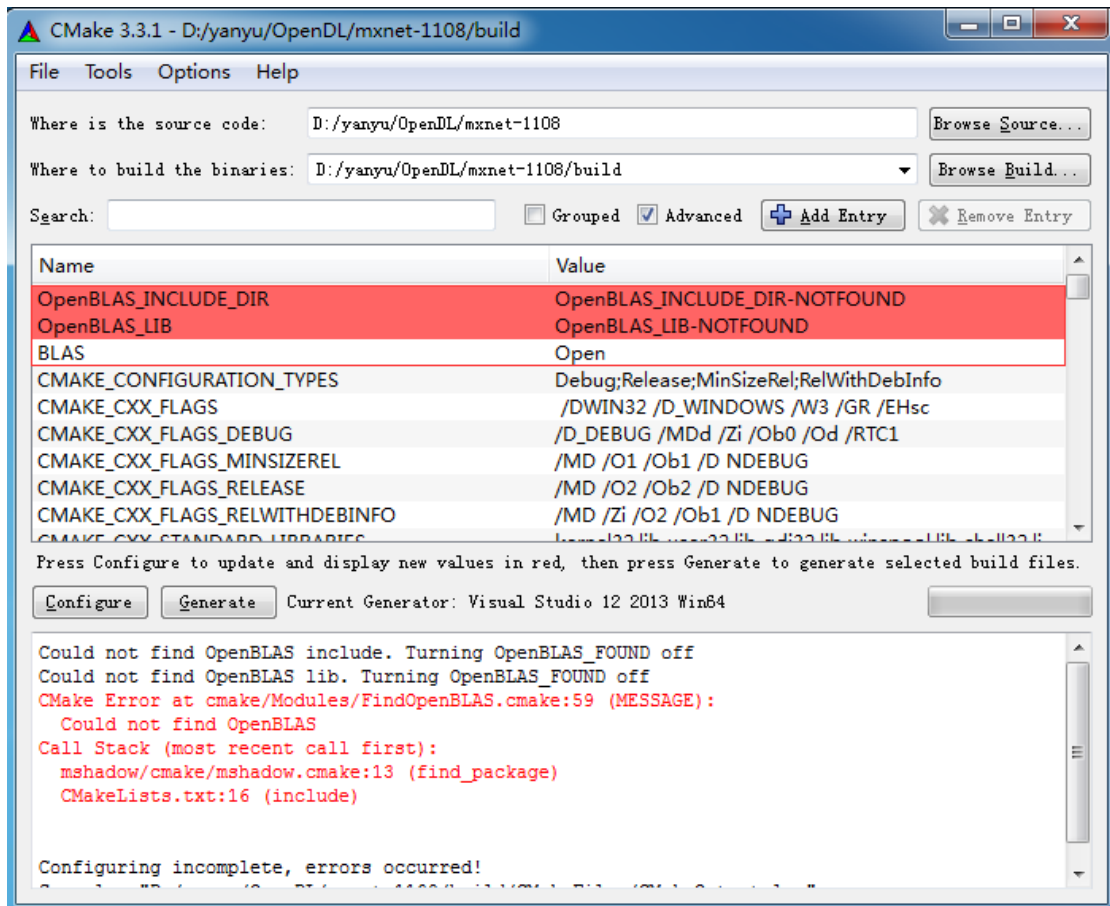 CMake 3.3.1 - D:/yanyu/OpenDL/mxnet-1108/build
File Tools Options Help
Where is the source code: D:/yanyu/OpenDL/mxnet-1108 Browse Source...
Where to build the binaries: D:/yanyu/OpenDL/mxnet-1108/build Browse Build...
Search: Grouped Advanced Add Entry Remove Entry
Name Value
OpenBLAS_INCLUDE_DIR OpenBLAS_INCLUDE_DIR-NOTFOUND
OpenBLAS_LIB OpenBLAS_LIB-NOTFOUND
BLAS Open
CMAKE_CONFIGURATION_TYPES Debug;Release;MinSizeRel;RelWithDebInfo
CMAKE_CXX_FLAGS /DWIN32 /D_WINDOWS /W3 /GR /EHsc
CMAKE_CXX_FLAGS_DEBUG /D_DEBUG /MDd /Zi /Ob0 /Od /RTC1
CMAKE_CXX_FLAGS_MINSIZEREL /MD /O1 /Ob1 /D NDEBUG
CMAKE_CXX_FLAGS_RELEASE /MD /O2 /Ob2 /D NDEBUG
CMAKE_CXX_FLAGS_RELWITHDEBINFO /MD /Zi /O2 /Ob1 /D NDEBUG
Press Configure to update and display new values in red, then press Generate to generate selected build files.
Configure Generate Current Generator: Visual Studio 12 2013 Win64
Could not find OpenBLAS include. Turning OpenBLAS_FOUND off
Could not find OpenBLAS lib. Turning OpenBLAS_FOUND off
CMake Error at cmake/Modules/FindOpenBLAS.cmake:59 (MESSAGE):
Could not find OpenBLAS
Call Stack (most recent call first):
mshadow/cmake/mshadow.cmake:13 (find_package)
CMakeLists.txt:16 (include)
Configuring incomplete, errors occurred!